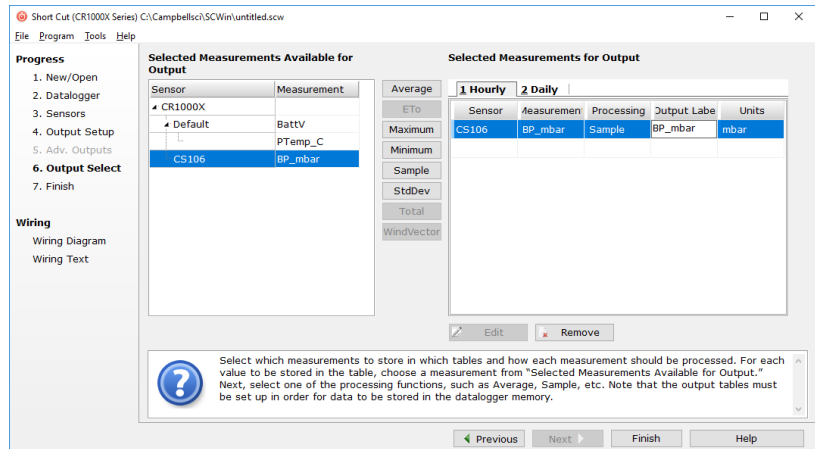 Short Cut (CR1000X Series) C:\Campbellsci\SCWin\untitled.scw
File Program Tools Help
Progress
1. New/Open
2. Datalogger
3. Sensors
4. Output Setup
5. Adv. Outputs
6. Output Select
7. Finish
Wiring
Wiring Diagram
Wiring Text
Selected Measurements Available for
Output
Sensor Measurement
CR1000X
Default BattV
PTemp_C
CS106 BP_mbar
Average
ETo
Maximum
Minimum
Sample
StdDev
Total
WindVector
Selected Measurements for Output
1 Hourly 2 Daily
Sensor Measuremen Processing Output Labe Units
CS106 BP_mbar Sample BP_mbar mbar
Edit Remove
Select which measurements to store in which tables and how each measurement should be processed. For each
value to be stored in the table, choose a measurement from “Selected Measurements Available for Output.”
Next, select one of the processing functions, such as Average, Sample, etc. Note that the output tables must
be set up in order for data to be stored in the datalogger memory.
Previous Next Finish Help